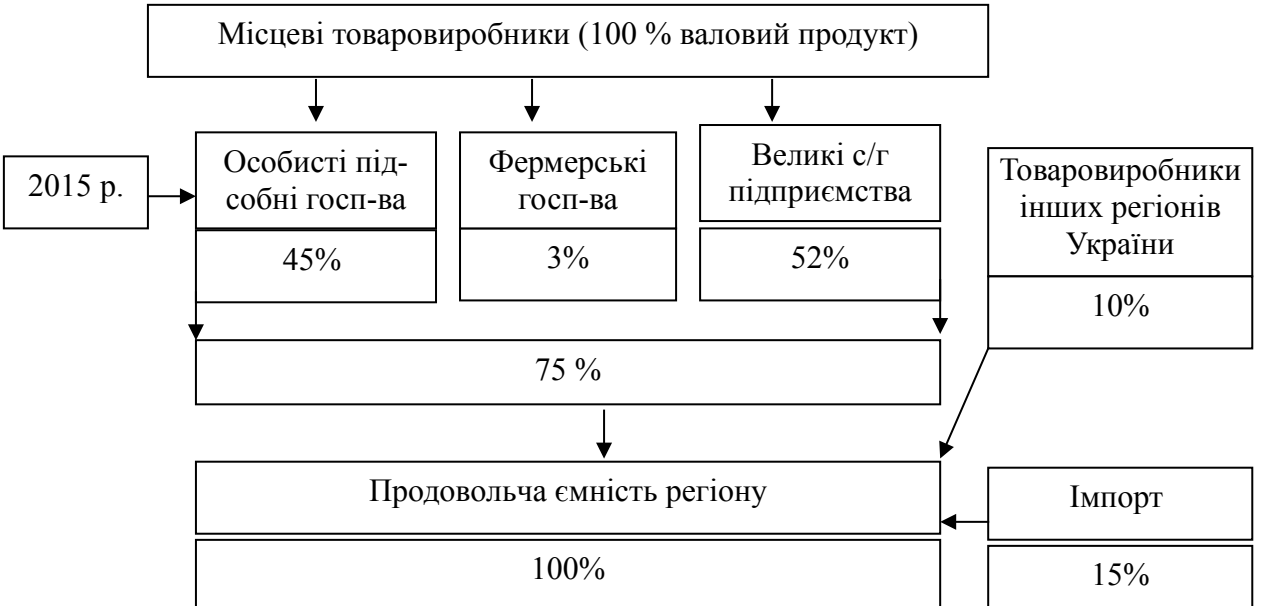 Місцеві товаровиробники (100 % валовий продукт)
2015 р.
Особисті під-
собні госп-ва
45%
Фермерські
госп-ва
3%
Великі с/г
підприємства
52%
Товаровиробники
інших регіонів
України
10%
75 %
Продовольча ємність регіону
100%
Імпорт
15%